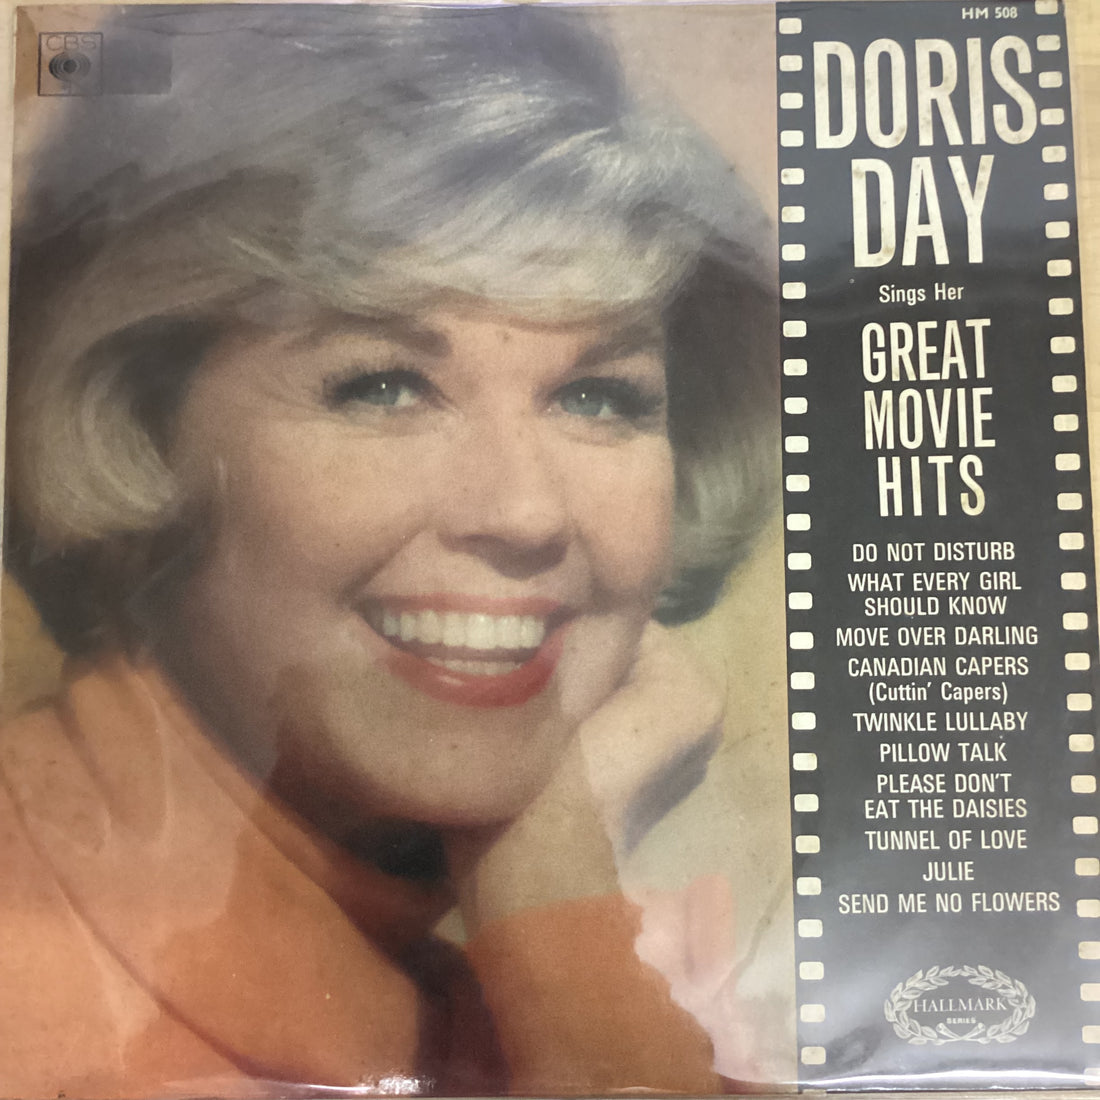 CBS
HM 508
DORIS
DAY
Sings Her
GREAT
MOVIE
HITS
DO NOT DISTURB
WHAT EVERY GIRL
SHOULD KNOW
MOVE OVER DARLING
CANADIAN CAPERS
(Cuttin' Capers)
TWINKLE LULLABY
PILLOW TALK
PLEASE DON'T
EAT THE DAISIES
TUNNEL OF LOVE
JULIE
SEND ME NO FLOWERS
HALLMARK
SERIES